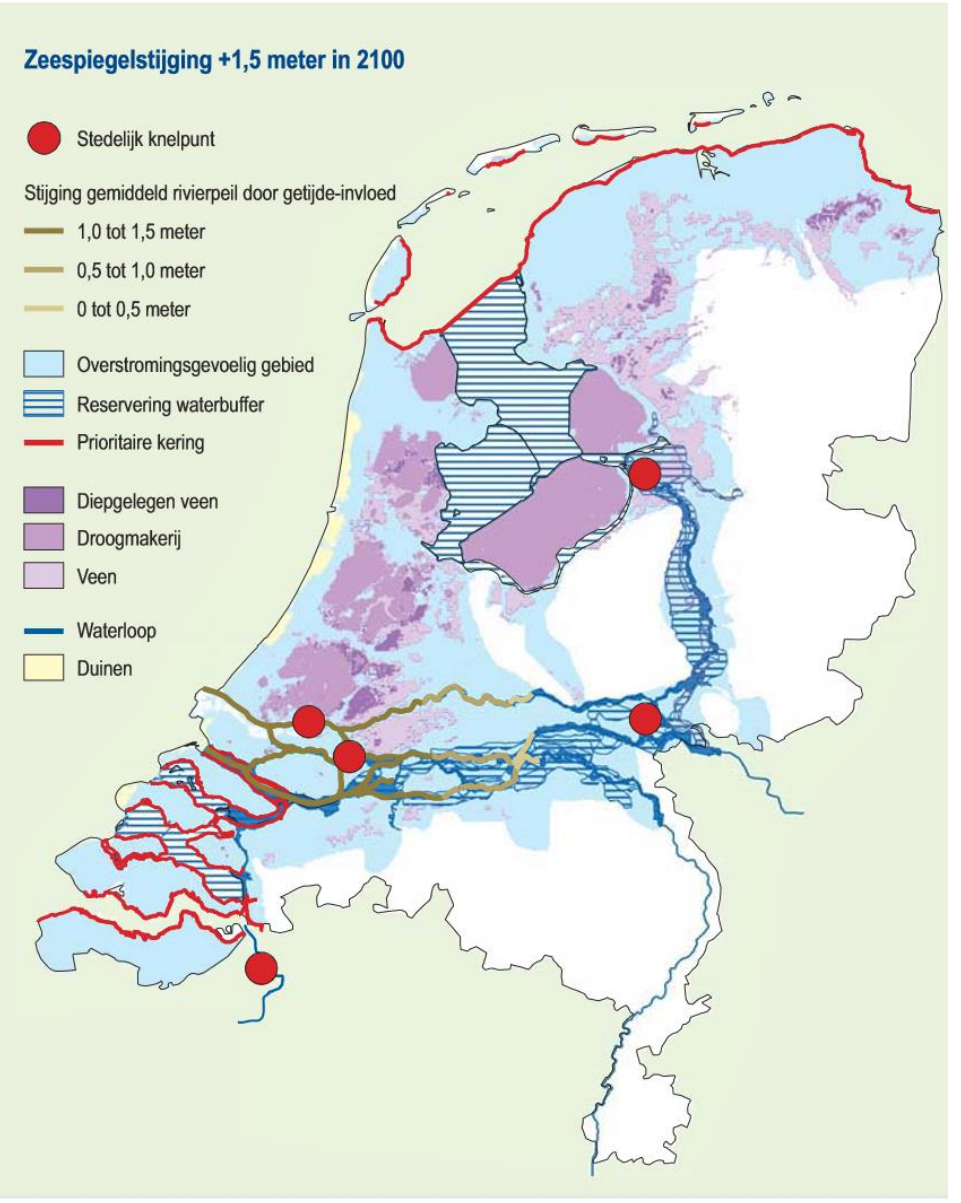 Zeespiegelstijging +1,5 meter in 2100
Stedelijk knelpunt
Stijging gemiddeld rivierpeil door getijde-invloed
1,0 tot 1,5 meter
0,5 tot 1,0 meter
0 tot 0,5 meter
Overstromingsgevoelig gebied
Reservering waterbuffer
Prioritaire kering
Diepgelegen veen
Droogmakerij
Veen
Waterloop
Duinen